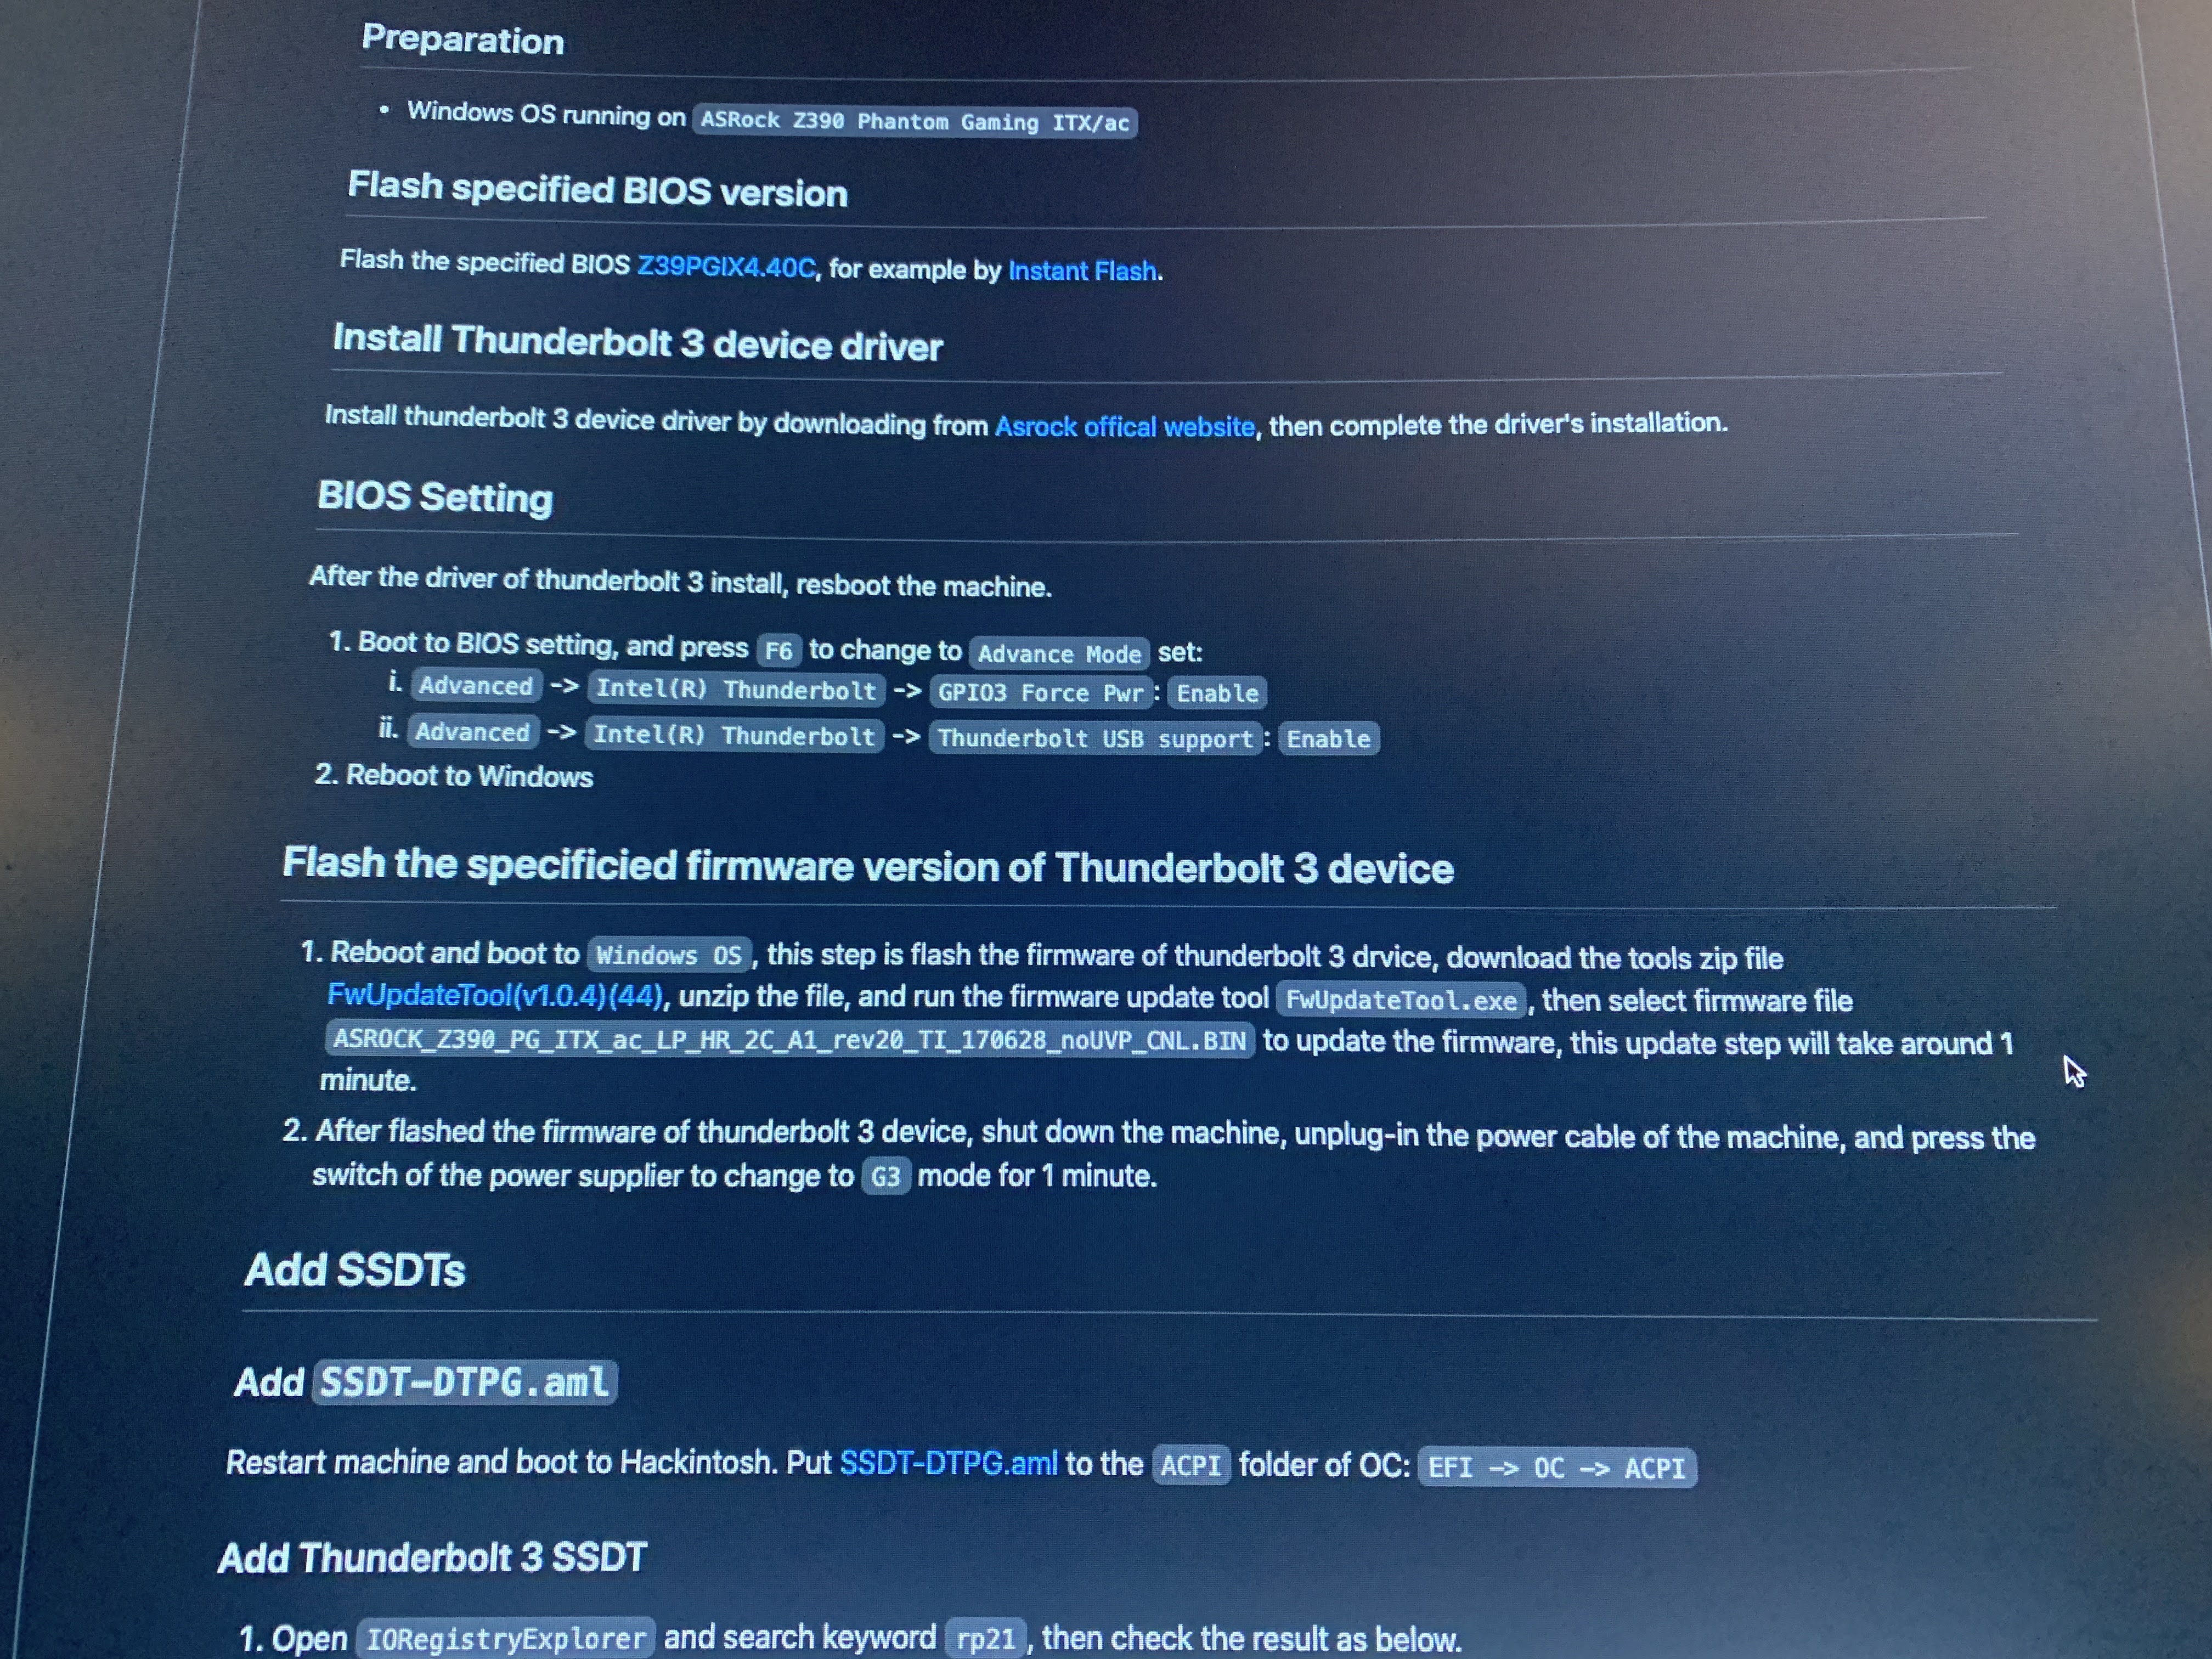 Preparation
• Windows OS running on ASRock Z390 Phantom Gaming ITX/ac
Flash specified BIOS version
Flash the specified BIOS Z39PGIX4.40C, for example by Instant Flash.
Install Thunderbolt 3 device driver
Install thunderbolt 3 device driver by downloading from Asrock offical website, then complete the driver's installation.
BIOS Setting
After the driver of thunderbolt 3 install, resboot the machine.
1. Boot to BIOS setting, and press F6 to change to Advance Mode set:
i. Advanced -> Intel(R) Thunderbolt -> GPIO3 Force Pwr: Enable
ii. Advanced -> Intel(R) Thunderbolt -> Thunderbolt USB support: Enable
2. Reboot to Windows
Flash the specificied firmware version of Thunderbolt 3 device
1. Reboot and boot to Windows OS, this step is flash the firmware of thunderbolt 3 drvice, download the tools zip file
FwUpdateTool(v1.0.4)(44), unzip the file, and run the firmware update tool FwUpdateTool.exe, then select firmware file
ASROCK_Z390_PG_ITX_ac_LP_HR_2C_A1_rev20_TI_170628_noUVP_CNL.BIN to update the firmware, this update step will take around 1
minute.
2. After flashed the firmware of thunderbolt 3 device, shut down the machine, unplug-in the power cable of the machine, and press the
switch of the power supplier to change to G3 mode for 1 minute.
Add SSDTs
Add SSDT-DTPG.aml
Restart machine and boot to Hackintosh. Put SSDT-DTPG.aml to the ACPI folder of OC: EFI -> OC -> ACPI
Add Thunderbolt 3 SSDT
1. Open IORegistryExplorer and search keyword rp21, then check the result as below.